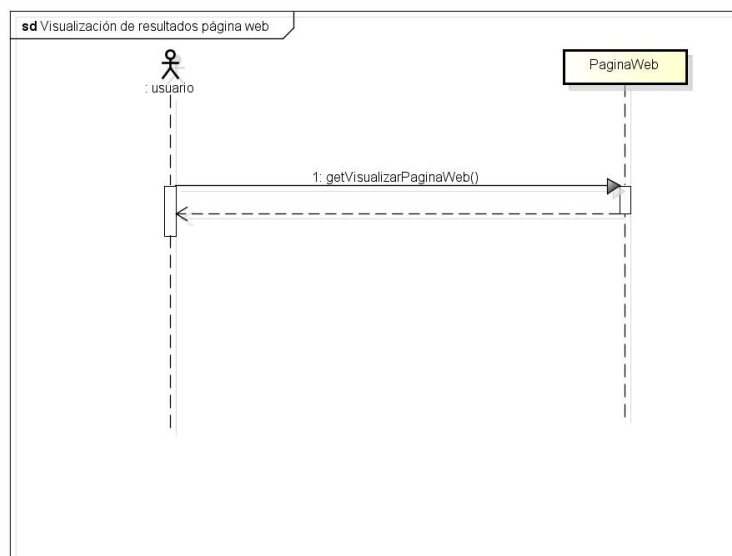 sd Visualización de resultados página web
: usuario
PaginaWeb
1: getVisualizarPaginaWeb()